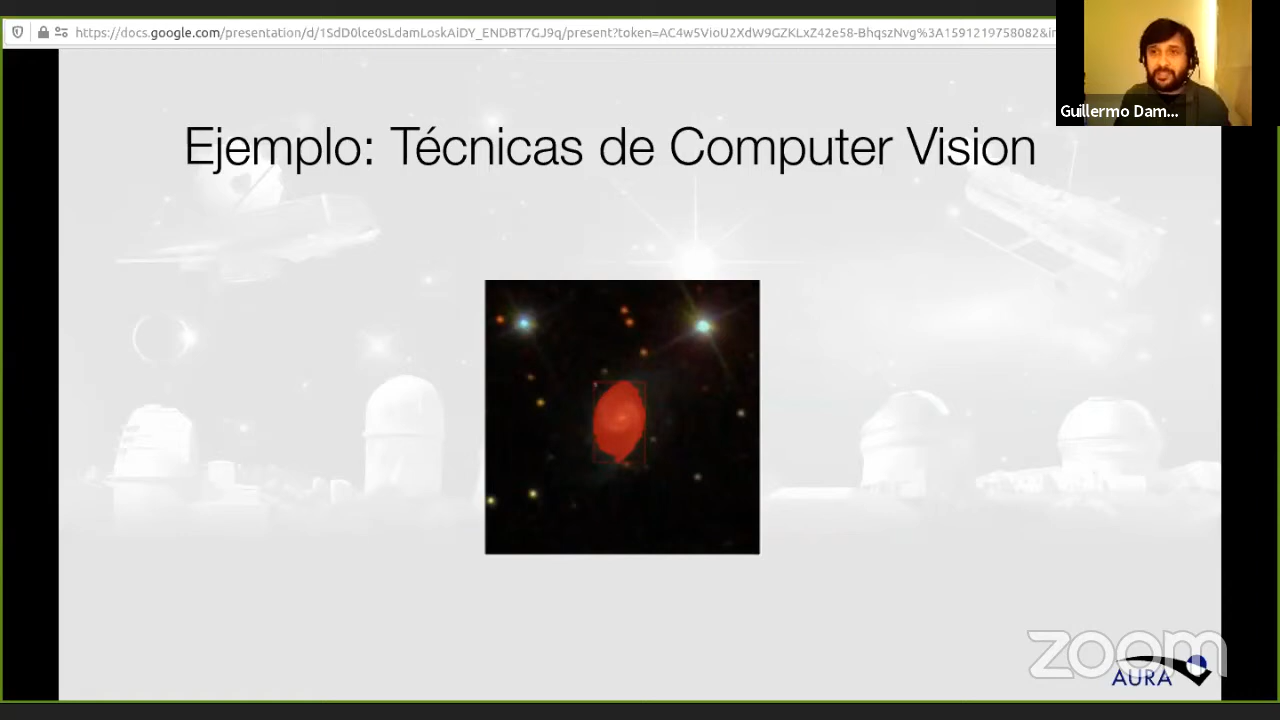 https://docs.google.com/presentation/d/1SdD0lce0sLdamLoskAiDY_ENDBT7GJ9q/present?token=AC4w5VioU2XdW9GZKLxZ42e58-BhqszNvg%3A1591219758082&i
Guillermo Dam...
Ejemplo: Técnicas de Computer Vision
zoom
AURA